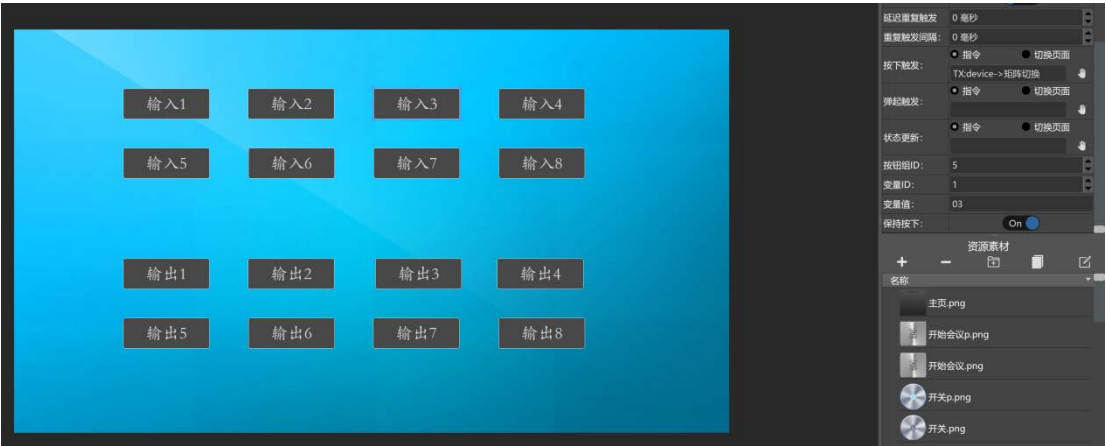 输入1 输入2 输入3 输入4
输入5 输入6 输入7 输入8
输出1 输出2 输出3 输出4
输出5 输出6 输出7 输出8
延迟重复触发 0 毫秒
重复触发间隔: 0 毫秒
按下触发: 指令 切换页面
TX:device->矩阵切换
弹起触发: 指令 切换页面
状态更新: 指令 切换页面
按钮组ID: 5
变量ID: 1
变量值: 03
保持按下: On
资源素材
名称
主页.png
开始会议p.png
开始会议.png
开关p.png
开关.png